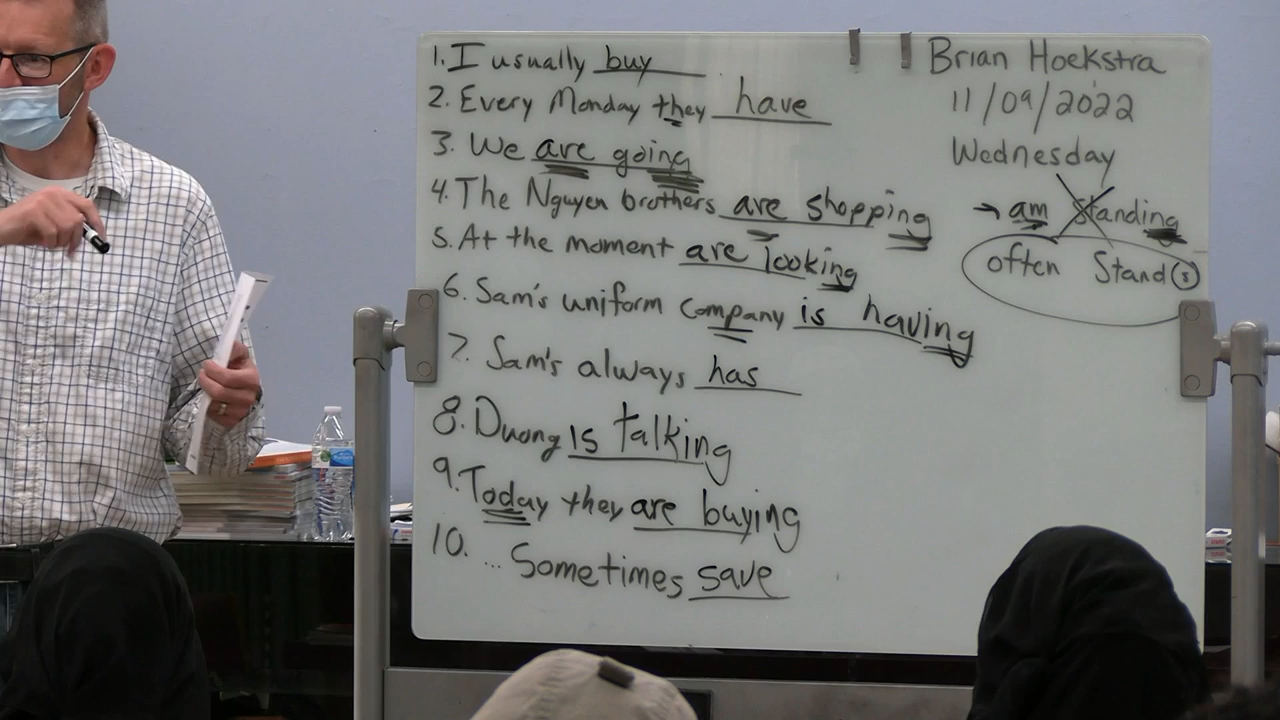 1. I usually buy
2. Every Monday they have
3. We are going
4. The Nguyen brothers are shopping
5. At the moment are looking
6. Sam's uniform company is having
7. Sam's always has
8. Duong is talking
9. Today they are buying
10. ... Sometimes save
Brian Hoekstra
11/09/2022
Wednesday
→ am standing
often Stand(s)